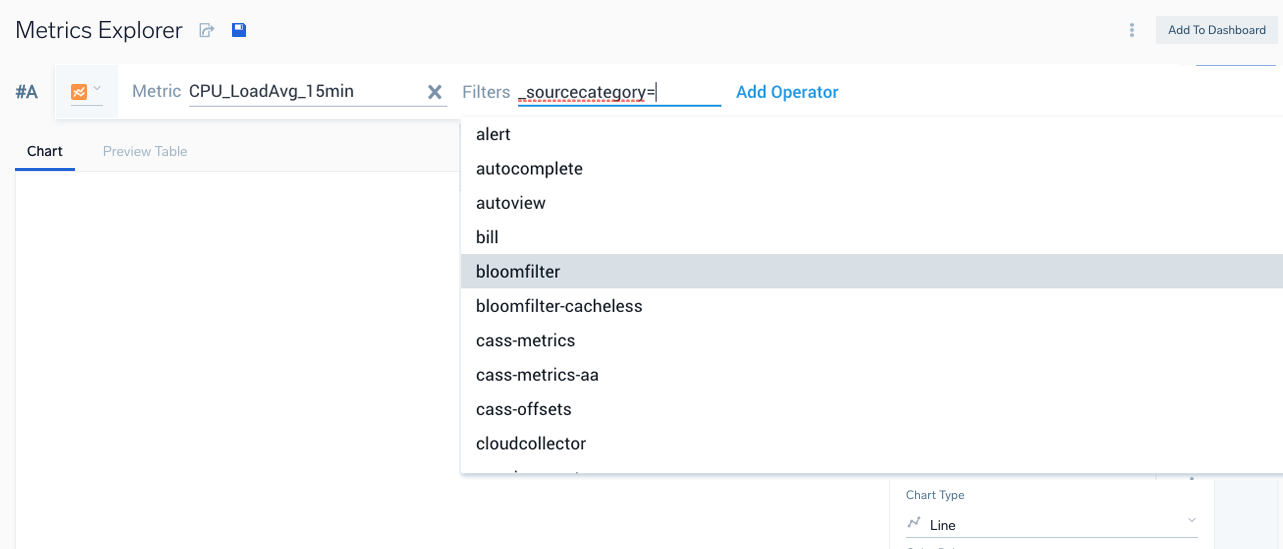 Metrics Explorer
Add To Dashboard
#A Metric CPU_LoadAvg_15min Filters _sourcecategory= Add Operator
alert
Chart Preview Table
autocomplete
autoview
bill
bloomfilter
bloomfilter-cacheless
cass-metrics
cass-metrics-aa
cass-offsets
cloudcollector
Chart Type
Line